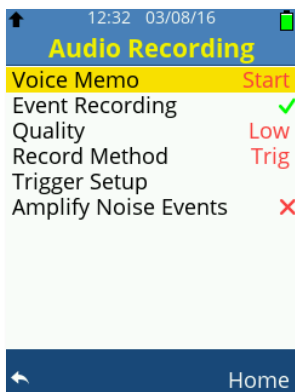 12:32 03/08/16
Audio Recording
Voice Memo Start
Event Recording
Quality Low
Record Method Trig
Trigger Setup
Amplify Noise Events
Home